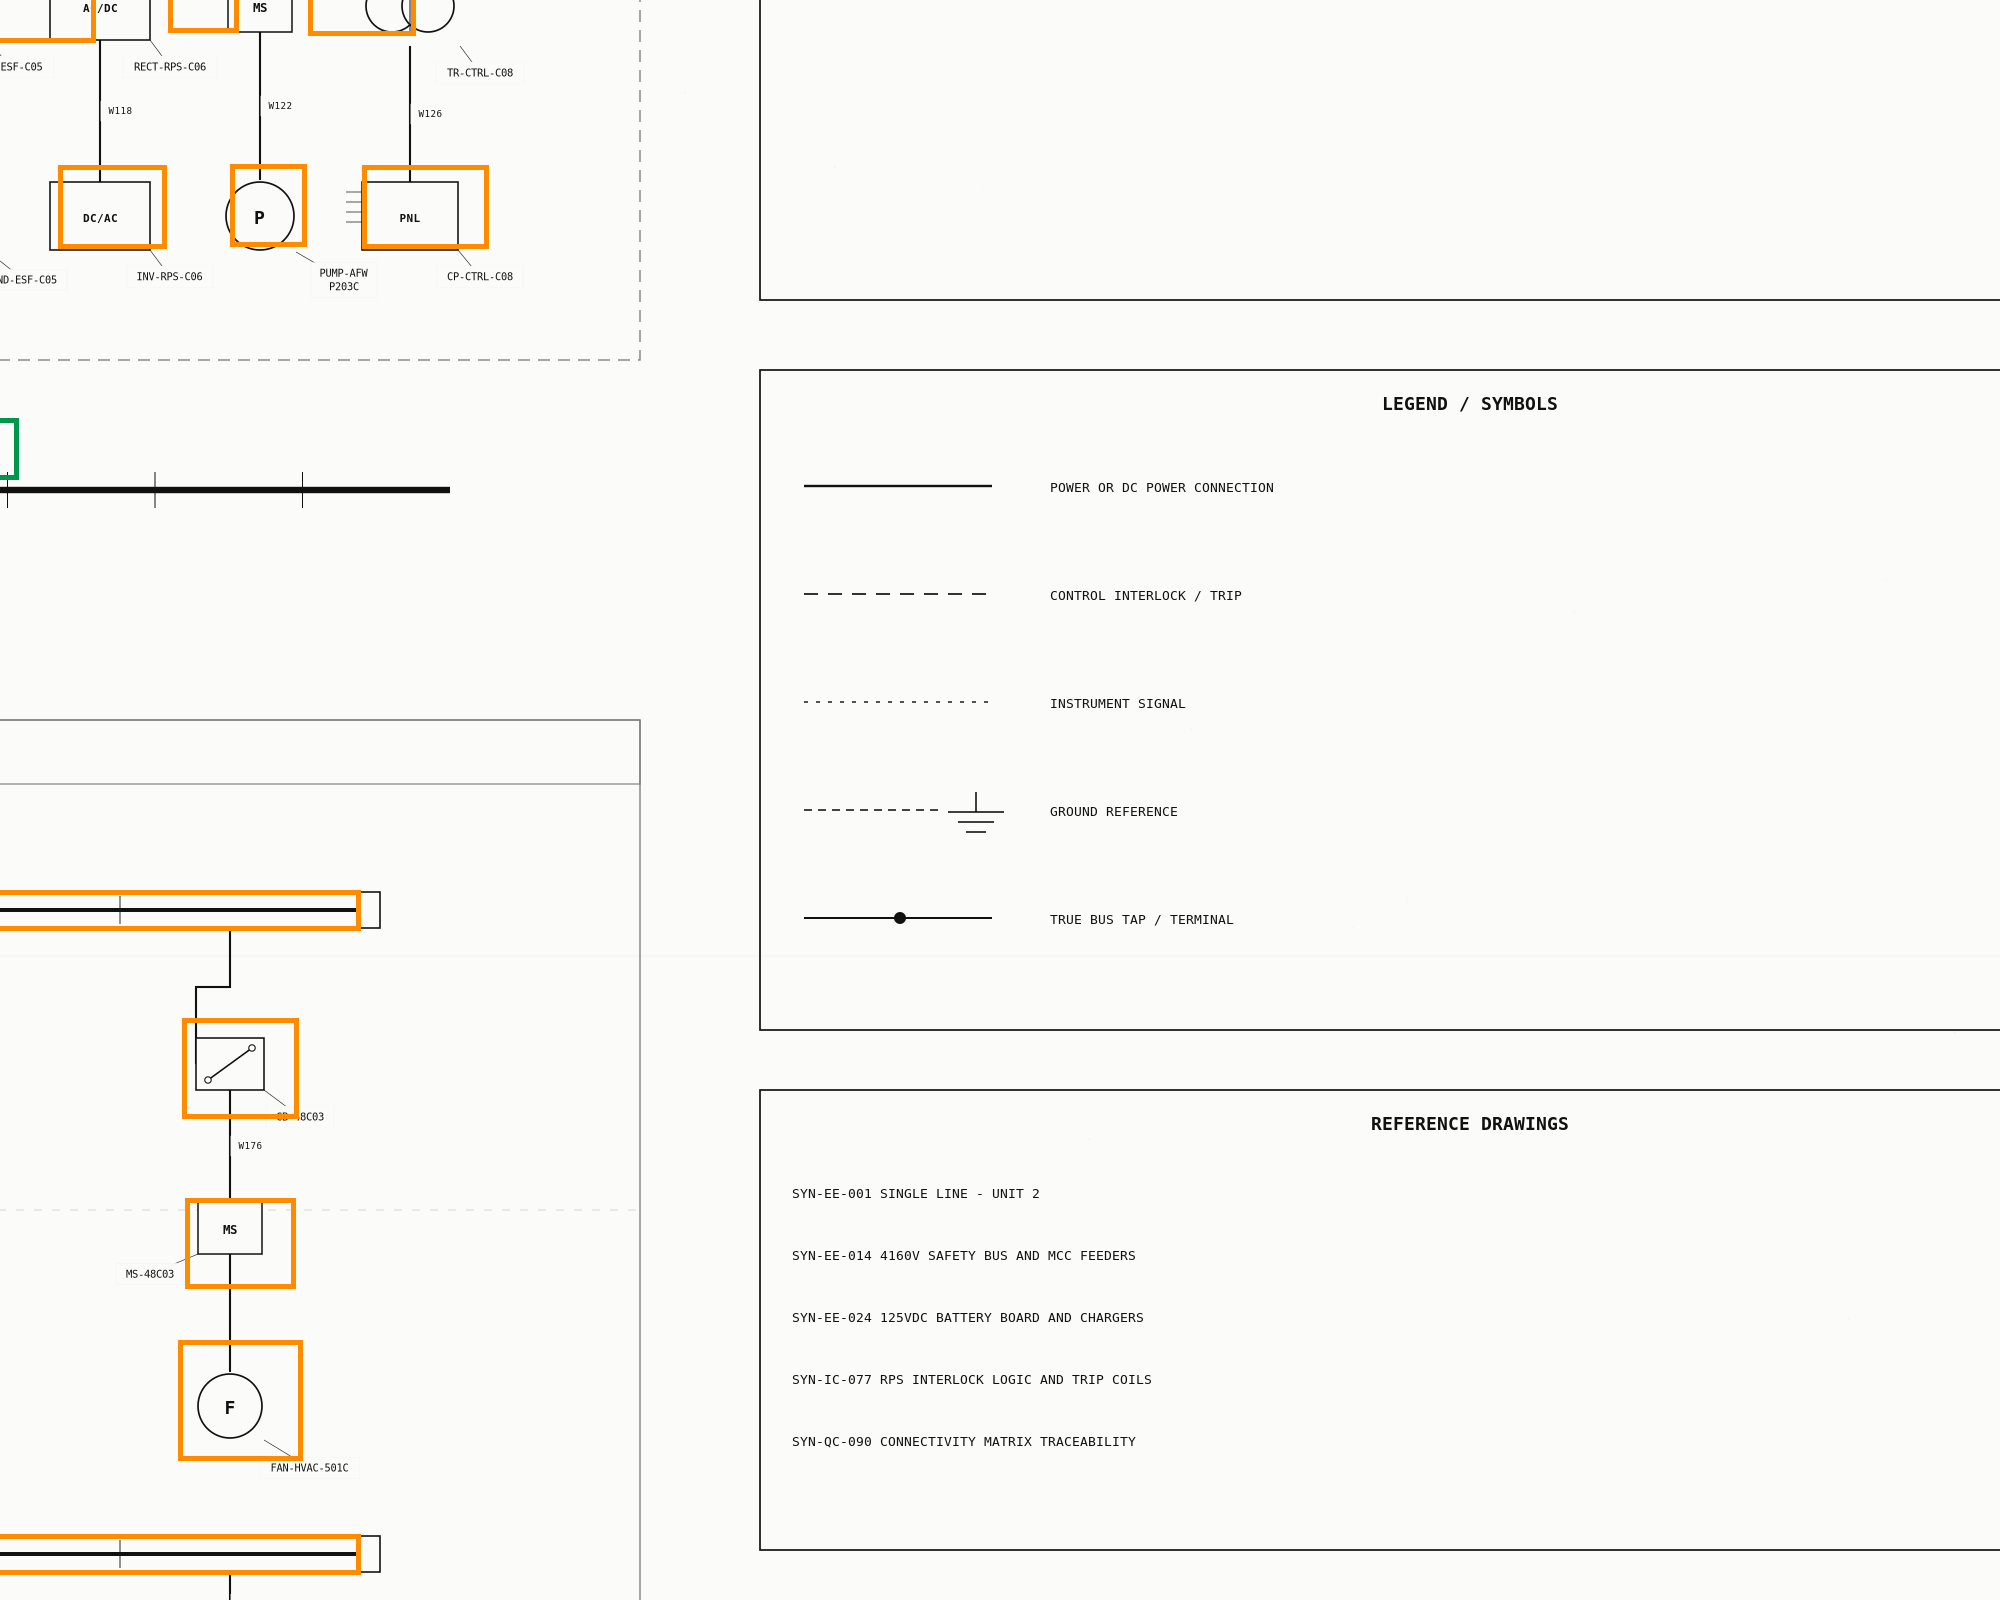 MS
/DC
ESF-C05
RECT-RPS-C06
TR-CTRL-C08
W118
W122
W126
DC/AC
P
PNL
ND-ESF-C05
INV-RPS-C06
PUMP-AFW
P203C
CP-CTRL-C08
LEGEND / SYMBOLS
POWER OR DC POWER CONNECTION
CONTROL INTERLOCK / TRIP
INSTRUMENT SIGNAL
GROUND REFERENCE
TRUE BUS TAP / TERMINAL
W176
MS
MS-48C03
F
FAN-HVAC-501C
REFERENCE DRAWINGS
SYN-EE-001 SINGLE LINE - UNIT 2
SYN-EE-014 4160V SAFETY BUS AND MCC FEEDERS
SYN-EE-024 125VDC BATTERY BOARD AND CHARGERS
SYN-IC-077 RPS INTERLOCK LOGIC AND TRIP COILS
SYN-QC-090 CONNECTIVITY MATRIX TRACEABILITY